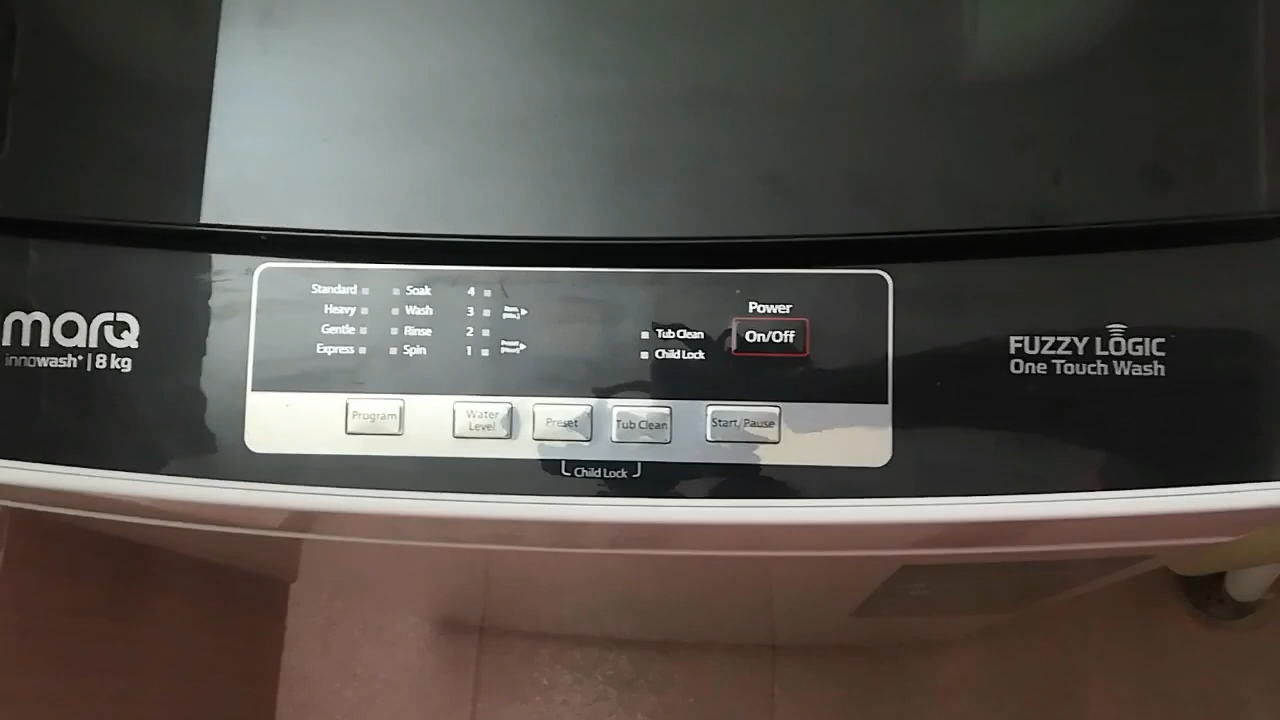 marQ
innowash+ | 8 kg
Standard
Heavy
Gentle
Express
Soak
Wash
Rinse
Spin
4
3
2
1
Tub Clean
Child Lock
Power
On/Off
Program
Water
Level
Preset
Tub Clean
Start/Pause
Child Lock
FUZZY LOGIC
One Touch Wash